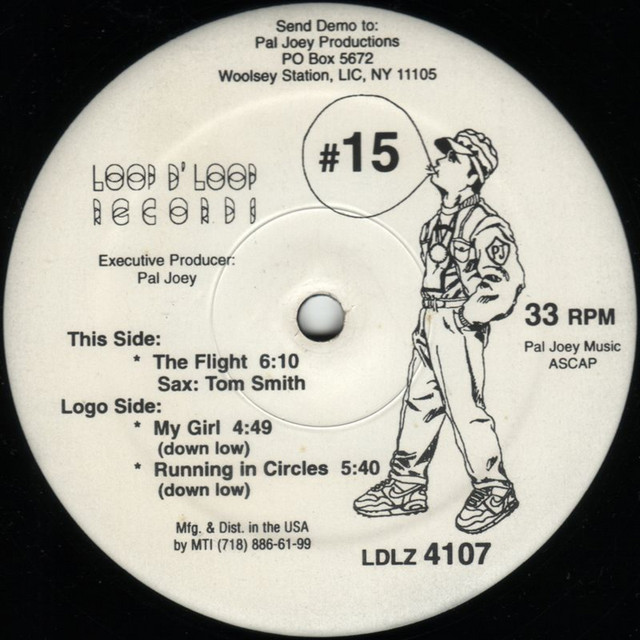 Send Demo to:
Pal Joey Productions
PO Box 5672
Woolsey Station, LIC, NY 11105
#15
LOOP D' LOOP
RECORDS
PJ
Executive Producer:
Pal Joey
33 RPM
Pal Joey Music
ASCAP
This Side:
* The Flight 6:10
Sax: Tom Smith
Logo Side:
* My Girl 4:49
(down low)
* Running in Circles 5:40
(down low)
Mfg. & Dist. in the USA
by MTI (718) 886-61-99
LDLZ 4107